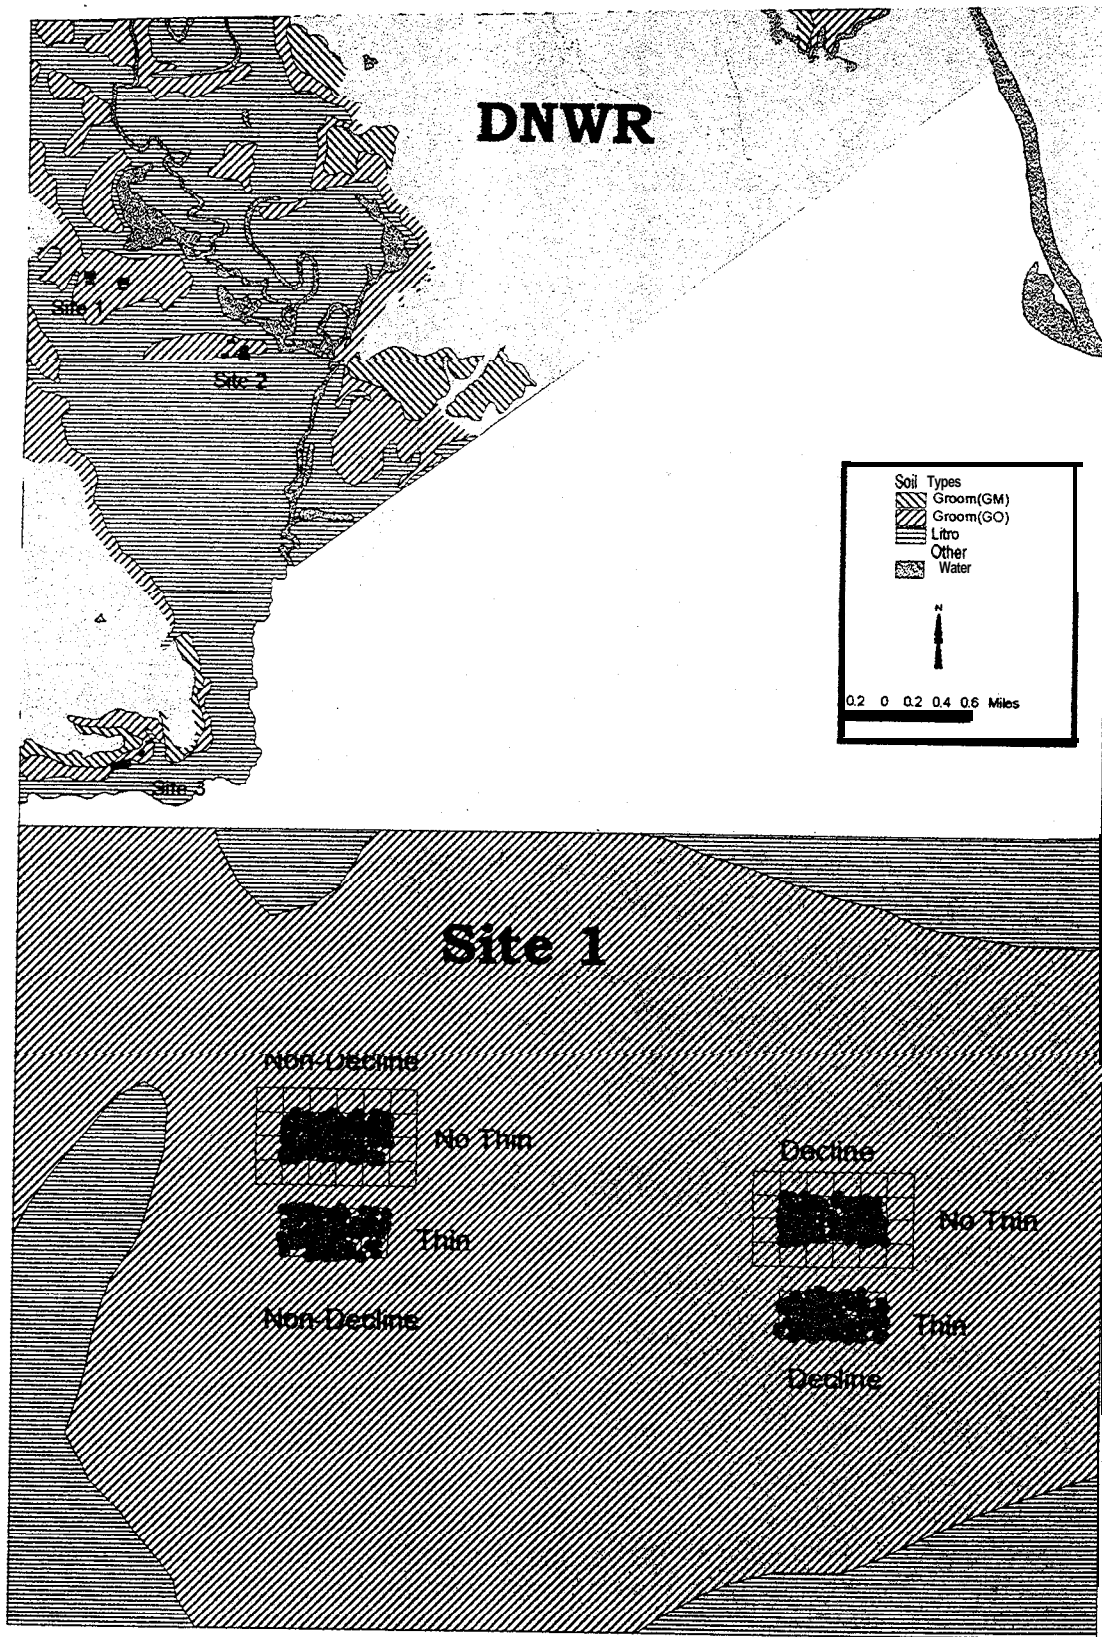 DNWR
Site 1
Site 2
Soil Types
Groom(GM)
Groom(GO)
Litro
Other
Water
N
0.2 0 0.2 0.4 0.6 Miles
Site 3
Site 1
Non-Decline
No Thin
Decline
No Thin
Thin
Non-Decline
Thin
Decline